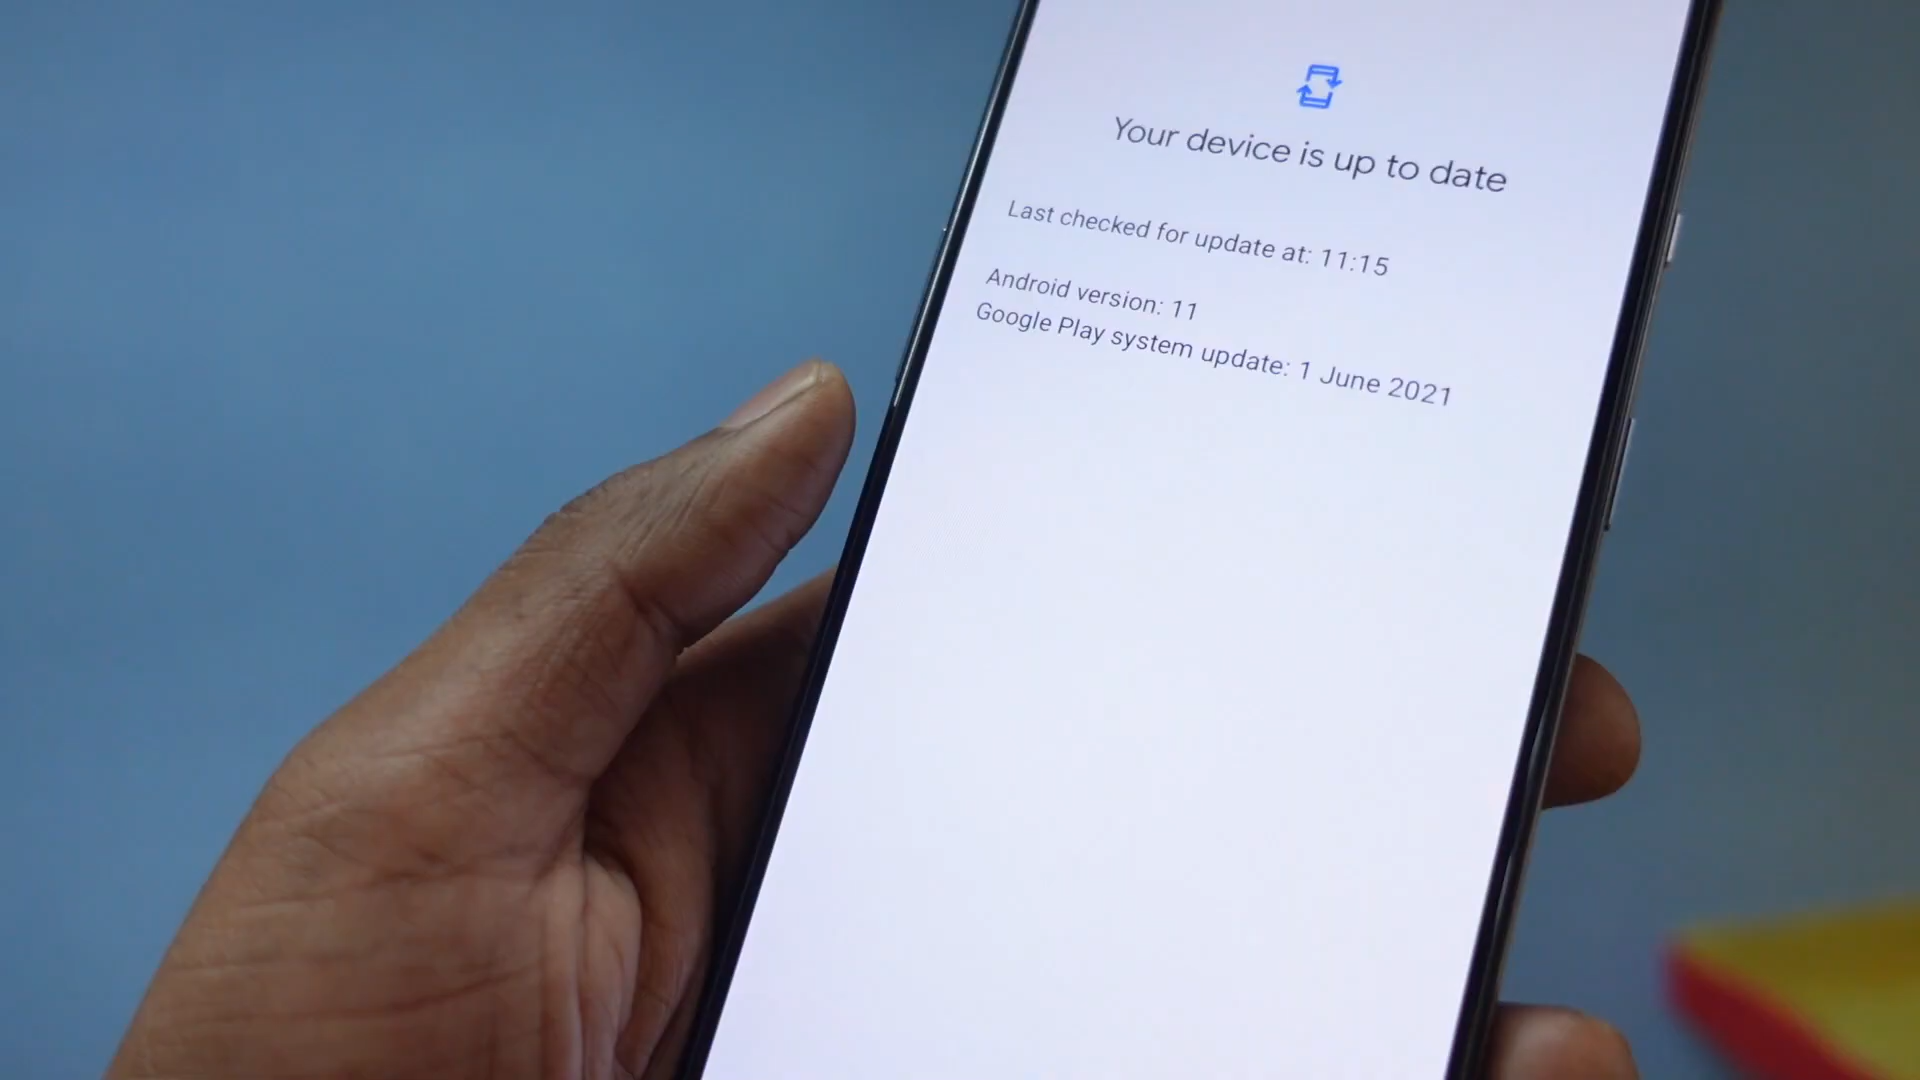 Your device is up to date
Last checked for update at: 11:15
Android version: 11
Google Play system update: 1 June 2021